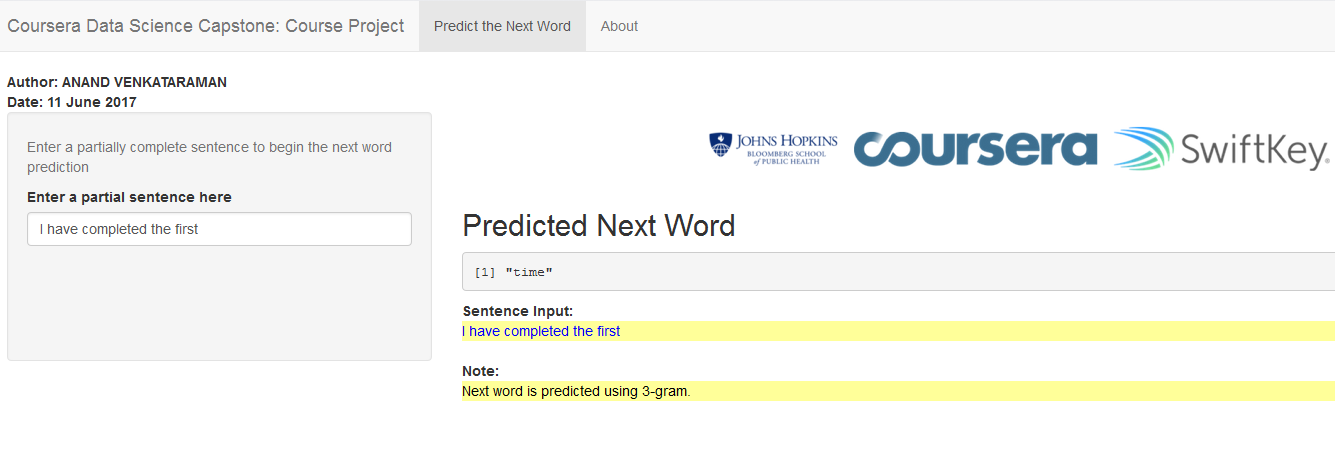 Coursera Data Science Capstone: Course Project Predict the Next Word About
Author: ANAND VENKATARAMAN
Date: 11 June 2017
Enter a partially complete sentence to begin the next word
prediction
Enter a partial sentence here
I have completed the first
JOHNS HOPKINS
BLOOMBERG SCHOOL
of PUBLIC HEALTH
coursera
SwiftKey.
Predicted Next Word
[1] "time"
Sentence Input:
I have completed the first
Note:
Next word is predicted using 3-gram.